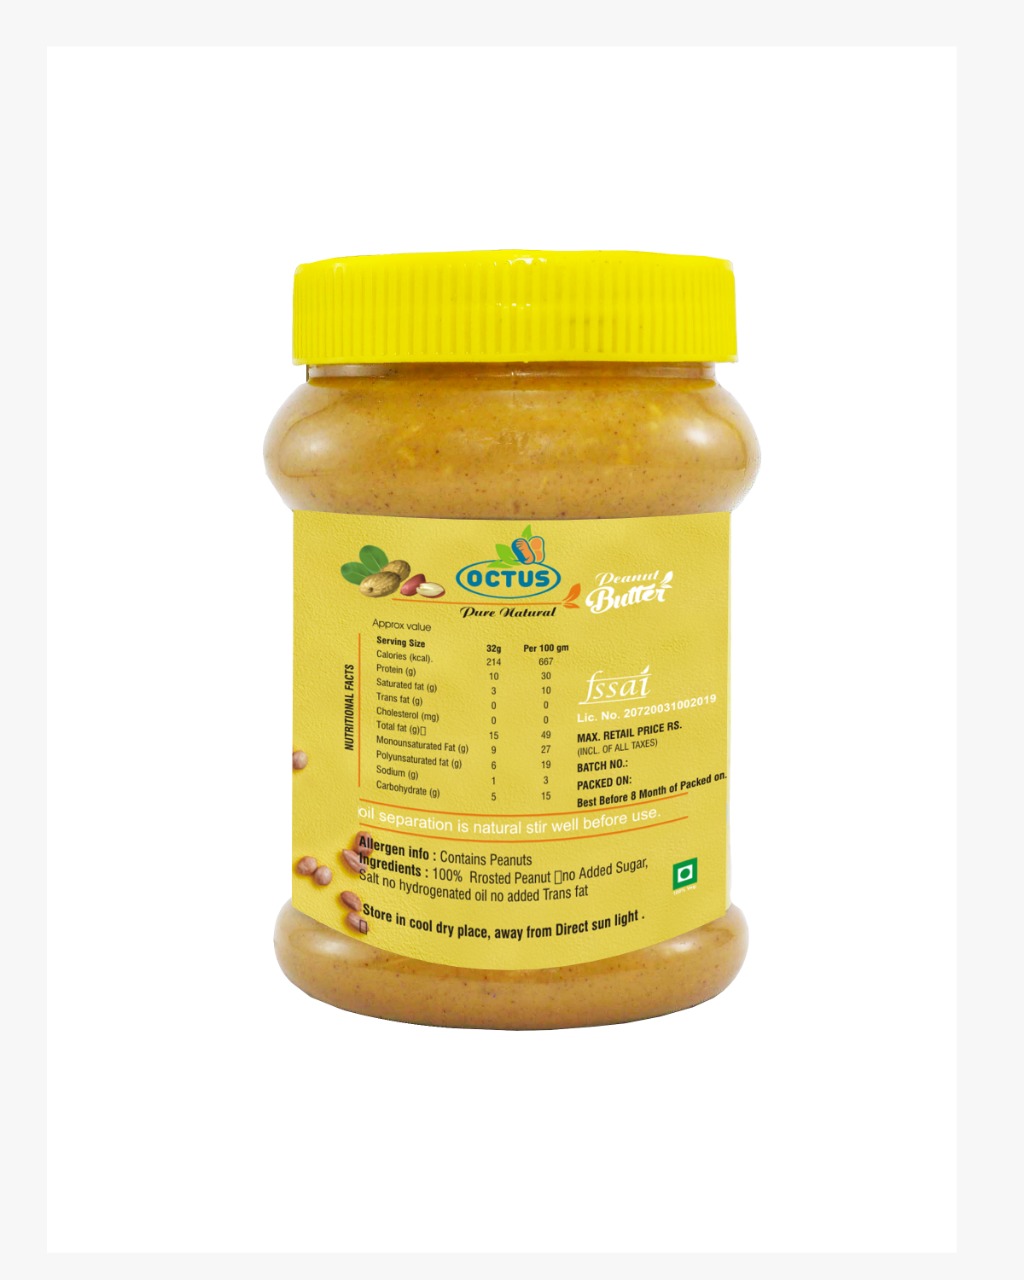 OCTUS
Pure Natural
Peanut
Butter
Approx value
NUTRITIONAL FACTS
Serving Size 32g Per 100 gm
Calories (kcal). 214 667
Protein (g) 10 30
Saturated fat (g) 3 10
Trans fat (g) 0 0
Cholesterol (mg) 0 0
Total fat (g) 15 49
Monounsaturated Fat (g) 9 27
Polyunsaturated fat (g) 6 19
Sodium (g) 1 3
Carbohydrate (g) 5 15
fssai
Lic. No. 20720031002019
MAX. RETAIL PRICE RS.
(INCL. OF ALL TAXES)
BATCH NO.:
PACKED ON:
Best Before 8 Month of Packed on.
oil separation is natural stir well before use.
Allergen info : Contains Peanuts
Ingredients : 100% Rrosted Peanut no Added Sugar,
Salt no hydrogenated oil no added Trans fat
Store in cool dry place, away from Direct sun light .